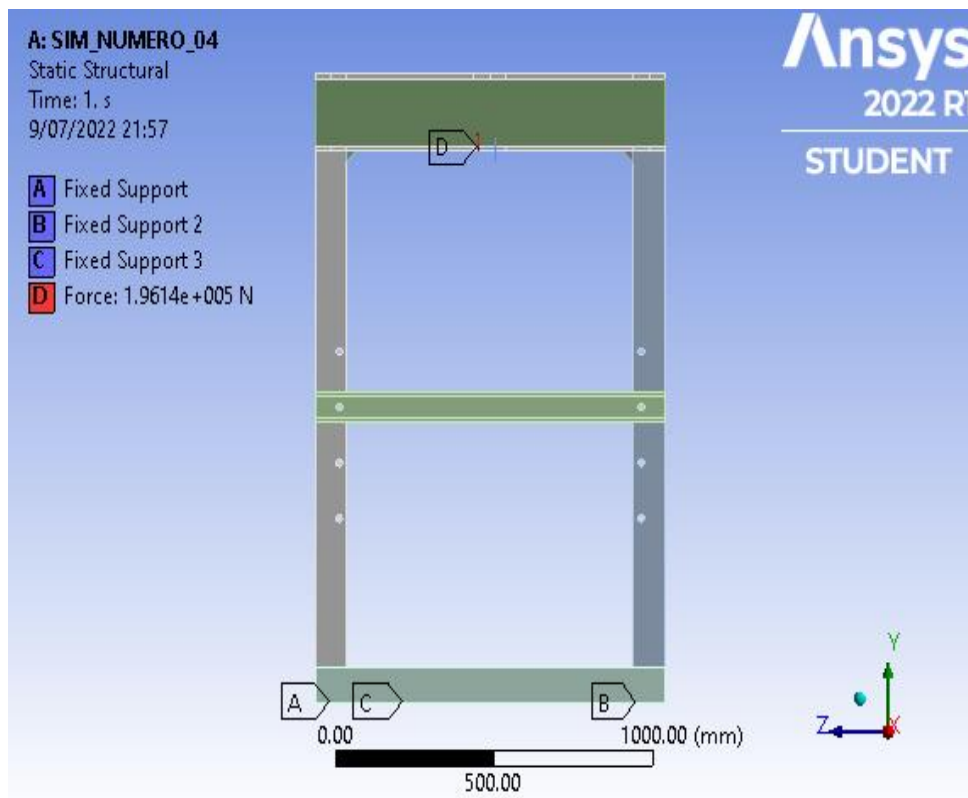 A: SIM_NUMERO_04
Static Structural
Time: 1. s
9/07/2022 21:57
A Fixed Support
B Fixed Support 2
C Fixed Support 3
D Force: 1.9614e+005 N
Ansys
2022 R
STUDENT
D
A
C
B
0.00
1000.00 (mm)
500.00
Y
Z
X